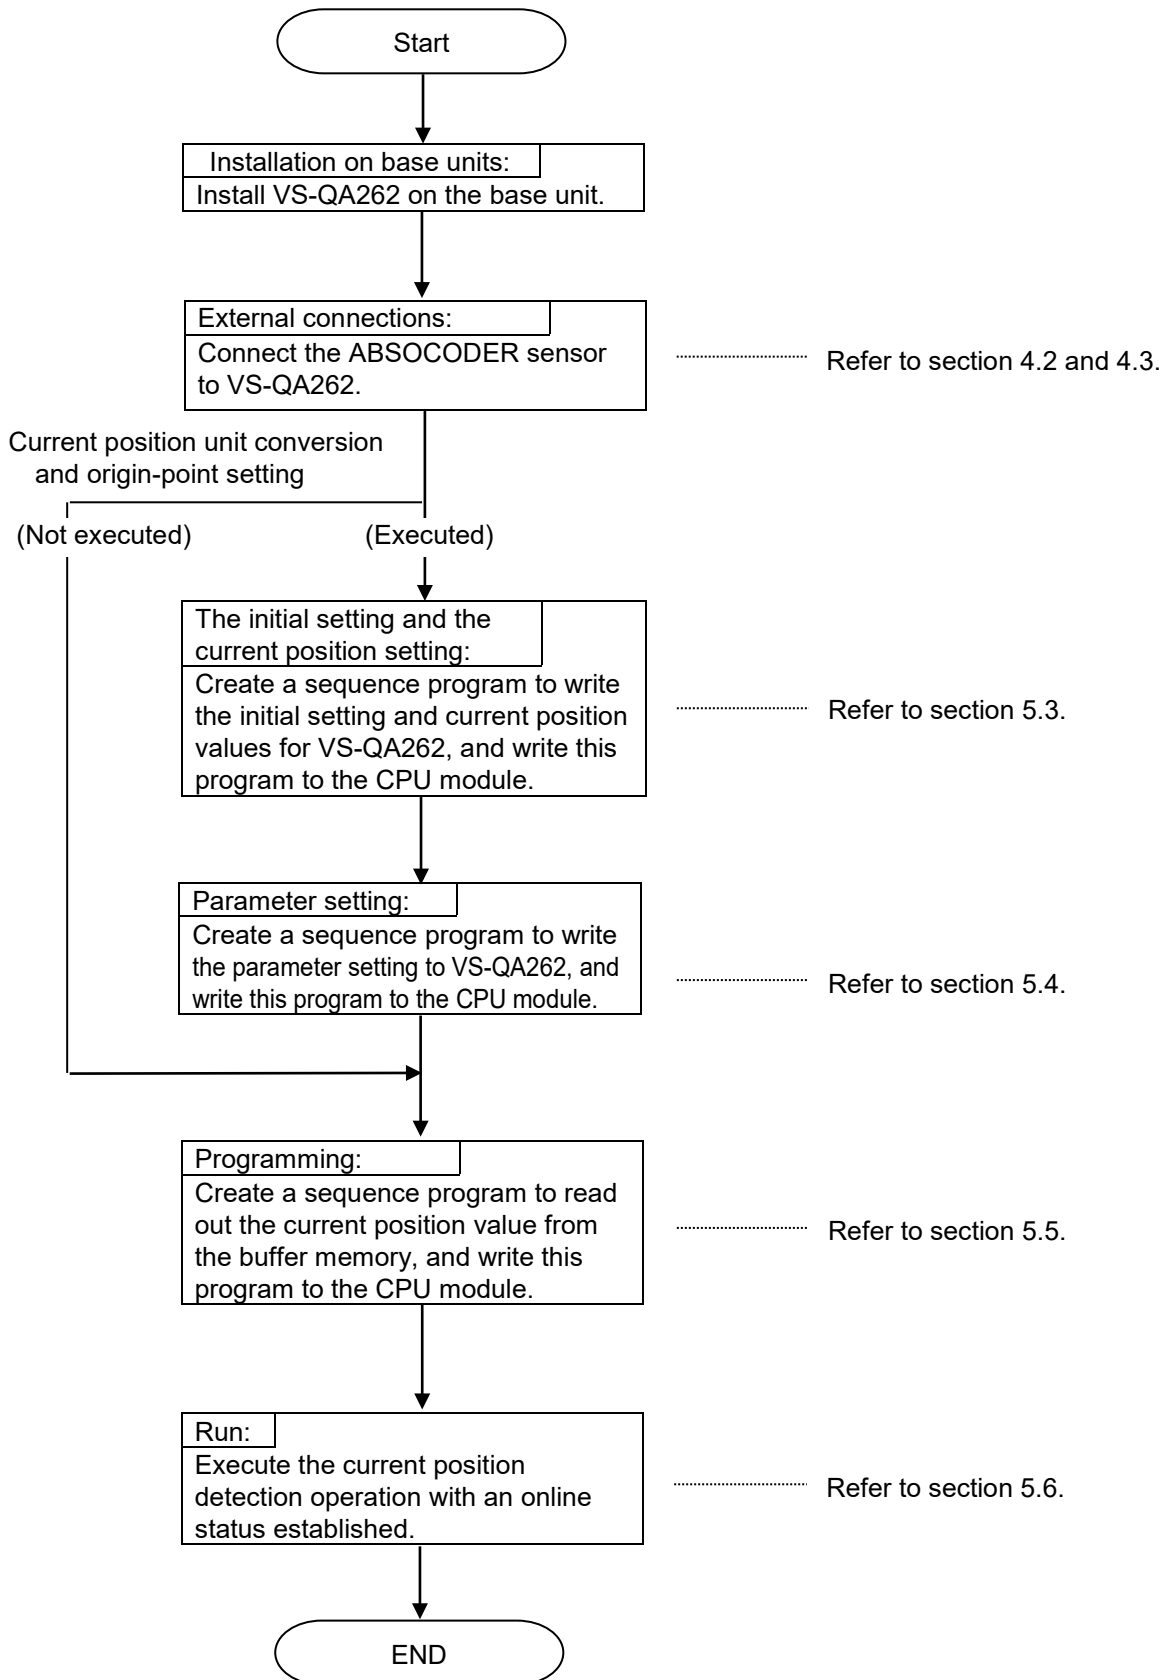 Start
Installation on base units:
Install VS-QA262 on the base unit.
External connections:
Connect the ABSOCODER sensor
to VS-QA262.
Refer to section 4.2 and 4.3.
Current position unit conversion
and origin-point setting
(Not executed)
(Executed)
The initial setting and the
current position setting:
Create a sequence program to write
the initial setting and current position
values for VS-QA262, and write this
program to the CPU module.
Refer to section 5.3.
Parameter setting:
Create a sequence program to write
the parameter setting to VS-QA262, and
write this program to the CPU module.
Refer to section 5.4.
Programming:
Create a sequence program to read
out the current position value from
the buffer memory, and write this
program to the CPU module.
Refer to section 5.5.
Run:
Execute the current position
detection operation with an online
status established.
Refer to section 5.6.
END